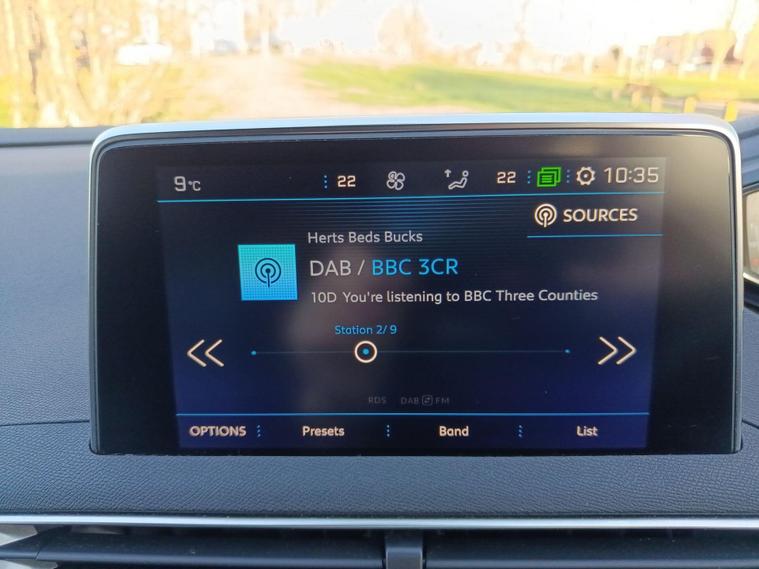 9°C 22 22 10:35
SOURCES
Herts Beds Bucks
DAB / BBC 3CR
10D You're listening to BBC Three Counties
Station 2/9
RDS DAB FM
OPTIONS Presets Band List